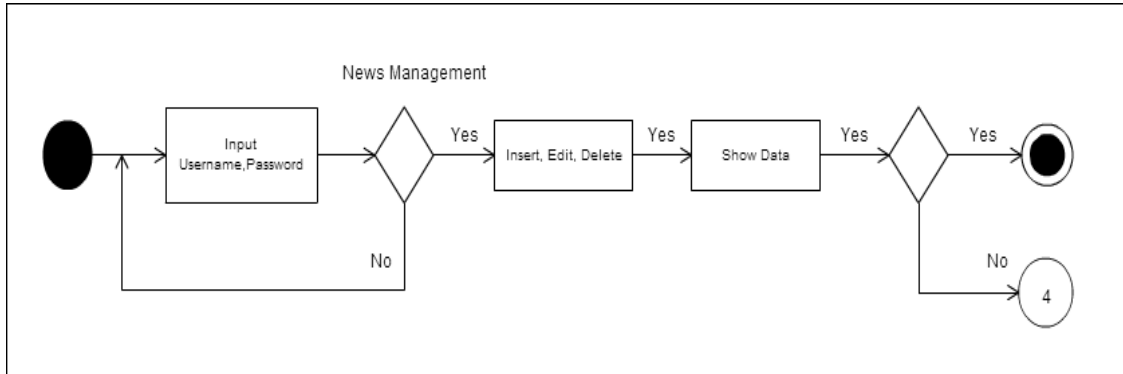 News Management
Input
Username,Password
Yes
Insert, Edit, Delete
Yes
Show Data
Yes
Yes
No
No
4